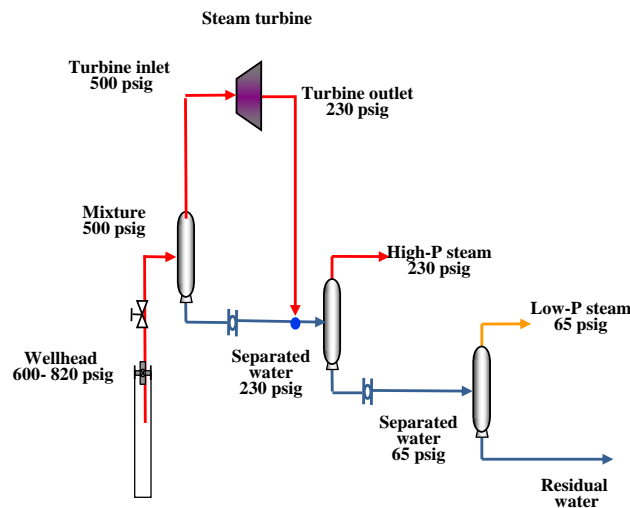 Steam turbine
Turbine inlet
500 psig
Turbine outlet
230 psig
Mixture
500 psig
High-P steam
230 psig
Low-P steam
65 psig
Wellhead
600- 820 psig
Separated
water
230 psig
Separated
water
65 psig
Residual
water